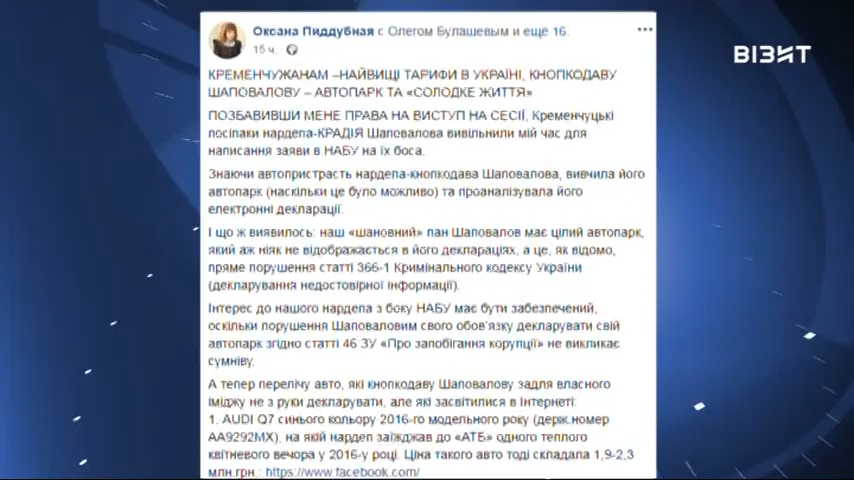 Оксана Пиддубная с Олегом Булашевым и ещё 16.
15 ч.
ВІЗИТ
КРЕМЕНЧУЖАНАМ –НАЙВИЩІ ТАРИФИ В УКРАЇНІ, КНОПКОДАВУ
ШАПОВАЛОВУ – АВТОПАРК ТА «СОЛОДКЕ ЖИТТЯ»
ПОЗБАВИВШИ МЕНЕ ПРАВА НА ВИСТУП НА СЕСІЇ, Кременчуцькі
посіпаки нардепа-КРАДІЯ Шаповалова вивільнили мій час для
написання заяви в НАБУ на їх боса.
Знаючи автопристрасть нардепа-кнопкодава Шаповалова, вивчила його
автопарк (наскільки це було можливо) та проаналізувала його
електронні декларації.
І що ж виявилось: наш «шановний» пан Шаповалов має цілий автопарк,
який аж ніяк не відображається в його деклараціях, а це, як відомо,
пряме порушення статті 366-1 Кримінального кодексу України
(декларування недостовірної інформації).
Інтерес до нашого нардепа з боку НАБУ має бути забезпечений,
оскільки порушення Шаповаловим свого обов'язку декларувати свій
автопарк згідно статті 46 ЗУ «Про запобігання корупції» не викликає
сумніву.
А тепер перелічу авто, які кнопкодаву Шаповалову задля власного
іміджу не з руки декларувати, але які засвітилися в Інтернеті:
1. AUDI Q7 синього кольору 2016-го модельного року (держ.номер
АА9292МХ), на якій нардеп заїжджав до «АТБ» одного теплого
квітневого вечора у 2016-у році. Ціна такого авто тоді складала 1,9-2,3
млн.грн.: https://www.facebook.com/